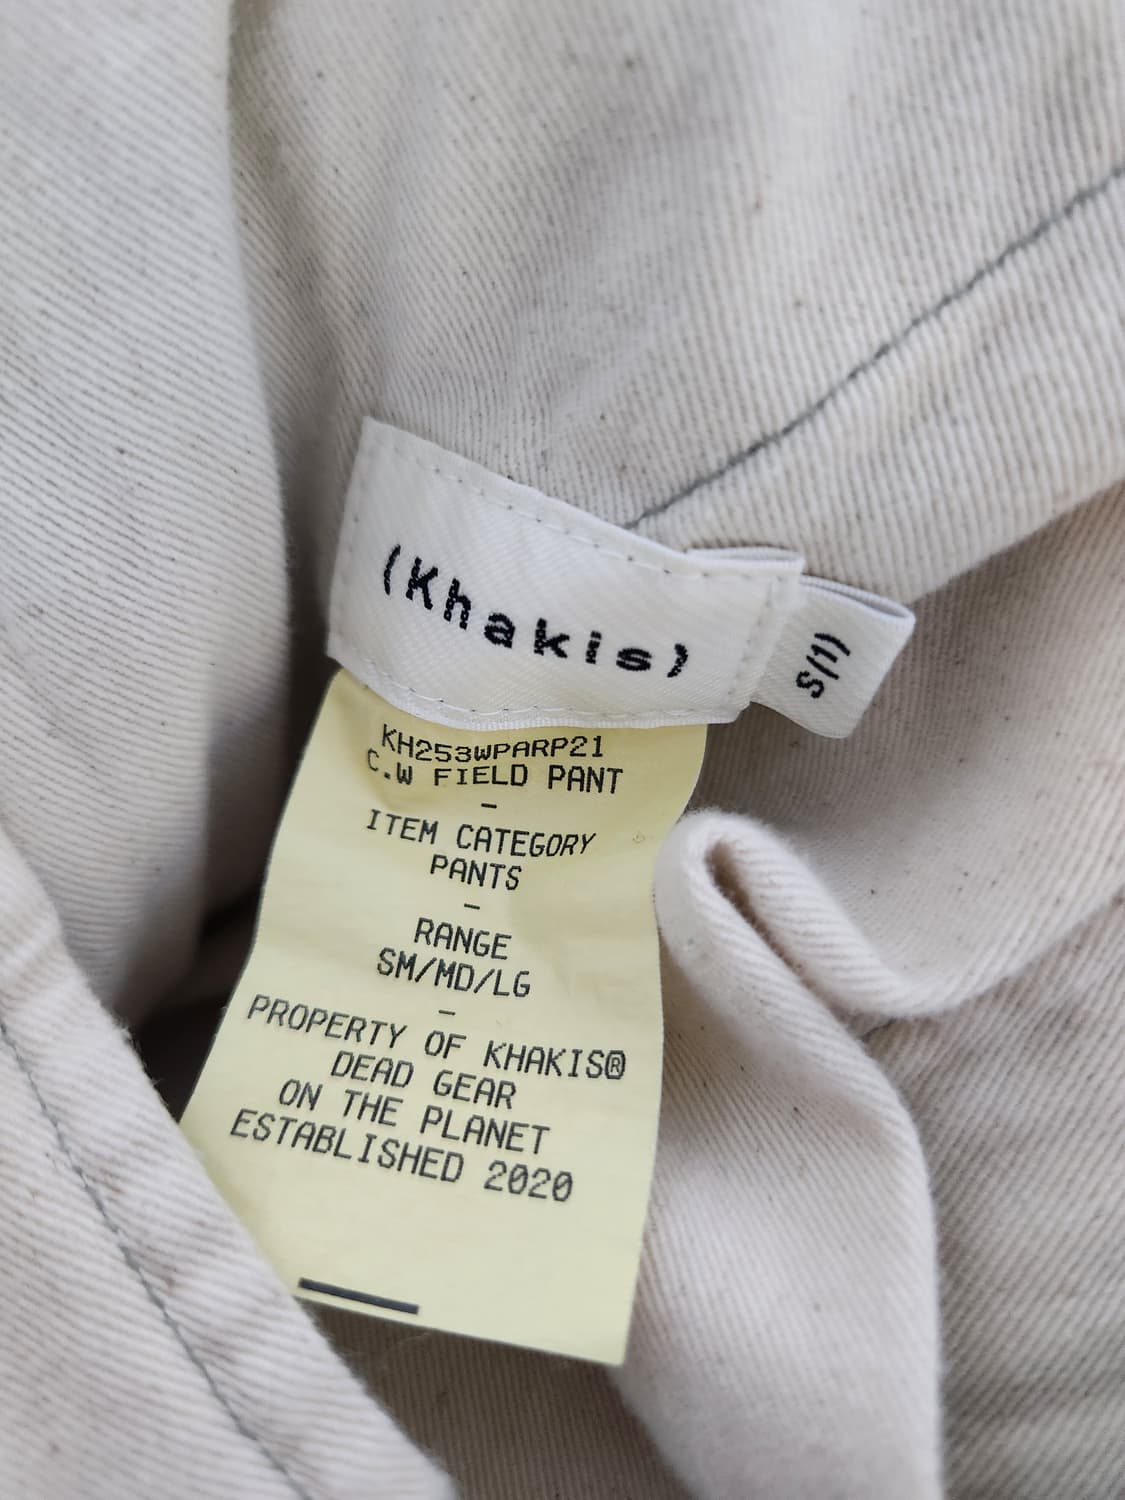 (Khakis)
S(1)
KH253WPARP21
C.W FIELD PANT
-
ITEM CATEGORY
PANTS
-
RANGE
SM/MD/LG
-
PROPERTY OF KHAKIS®
DEAD GEAR
ON THE PLANET
ESTABLISHED 2020